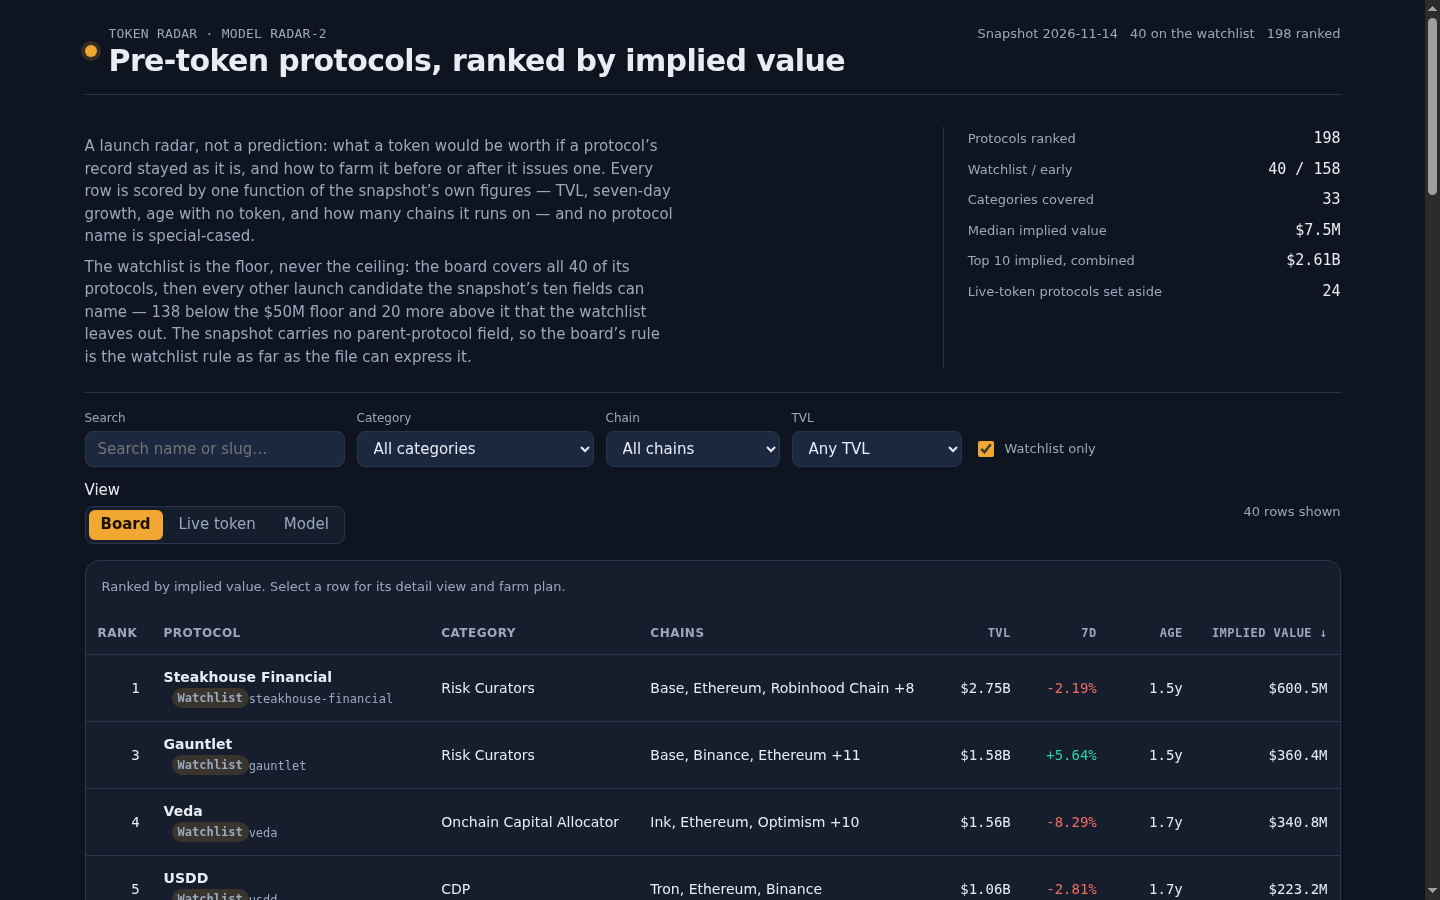 TOKEN RADAR · MODEL RADAR-2
Pre-token protocols, ranked by implied value
Snapshot 2026-11-14 40 on the watchlist 198 ranked
A launch radar, not a prediction: what a token would be worth if a protocol’s
record stayed as it is, and how to farm it before or after it issues one. Every
row is scored by one function of the snapshot’s own figures — TVL, seven-day
growth, age with no token, and how many chains it runs on — and no protocol
name is special-cased.
The watchlist is the floor, never the ceiling: the board covers all 40 of its
protocols, then every other launch candidate the snapshot’s ten fields can
name — 138 below the $50M floor and 20 more above it that the watchlist
leaves out. The snapshot carries no parent-protocol field, so the board’s rule
is the watchlist rule as far as the file can express it.
Protocols ranked 198
Watchlist / early 40 / 158
Categories covered 33
Median implied value $7.5M
Top 10 implied, combined $2.61B
Live-token protocols set aside 24
Search Category Chain TVL
Search name or slug... All categories All chains Any TVL Watchlist only
View
Board Live token Model
40 rows shown
Ranked by implied value. Select a row for its detail view and farm plan.
RANK PROTOCOL CATEGORY CHAINS TVL 7D AGE IMPLIED VALUE ↓
1 Steakhouse Financial Risk Curators Base, Ethereum, Robinhood Chain +8 $2.75B -2.19% 1.5y $600.5M
Watchlist steakhouse-financial
3 Gauntlet Risk Curators Base, Binance, Ethereum +11 $1.58B +5.64% 1.5y $360.4M
Watchlist gauntlet
4 Veda Onchain Capital Allocator Ink, Ethereum, Optimism +10 $1.56B -8.29% 1.7y $340.8M
Watchlist veda
5 USDD CDP Tron, Ethereum, Binance $1.06B -2.81% 1.7y $223.2M
Watchlist usdd